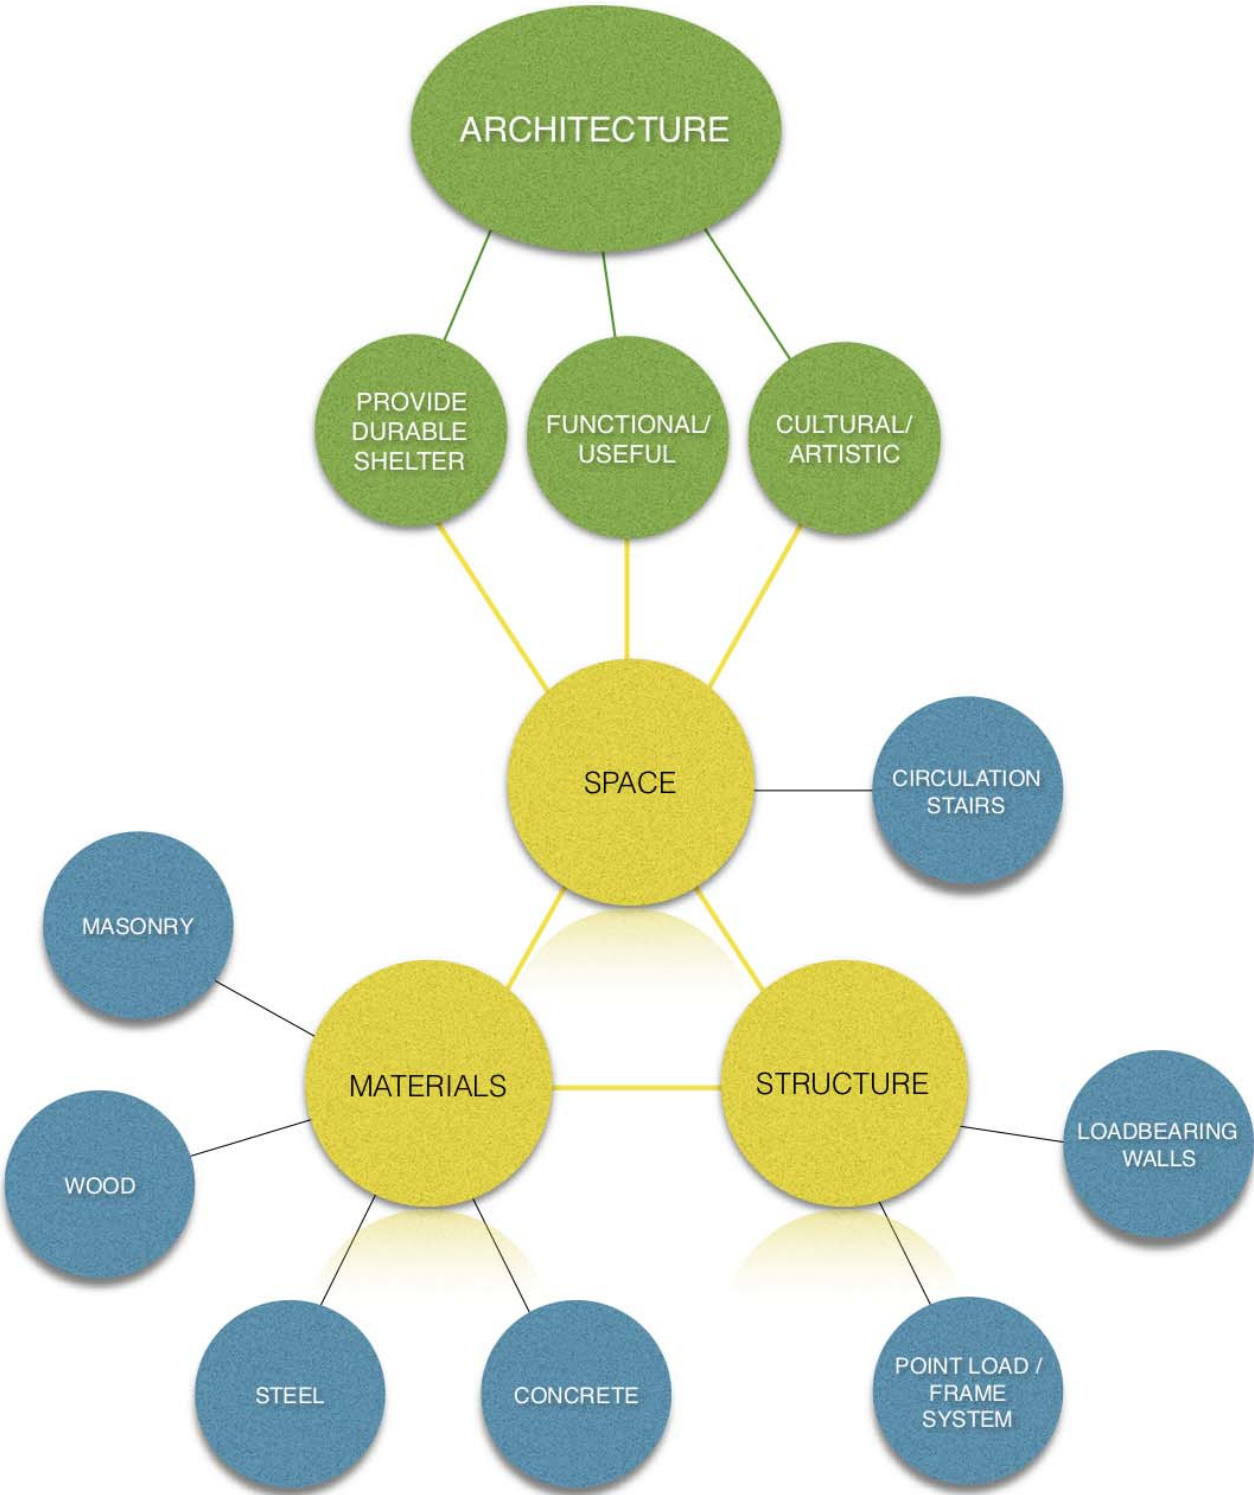 ARCHITECTURE
PROVIDE
DURABLE
SHELTER
FUNCTIONAL/
USEFUL
CULTURAL/
ARTISTIC
SPACE
CIRCULATION
STAIRS
MASONRY
MATERIALS
STRUCTURE
LOADBEARING
WALLS
WOOD
STEEL
CONCRETE
POINT LOAD /
FRAME
SYSTEM